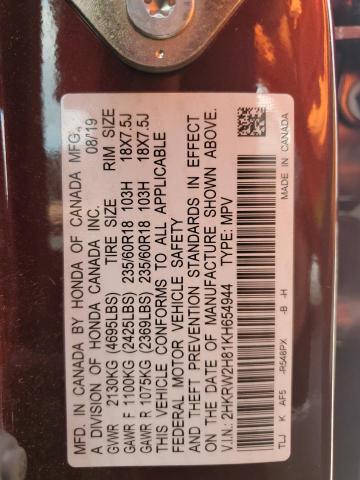 MFD. IN CANADA BY HONDA OF CANADA MFG.,
A DIVISION OF HONDA CANADA INC. 08/19
GVWR 2130KG (4695LBS) TIRE SIZE RIM SIZE
GAWR F 1100KG (2425LBS) 235/60R18 103H 18X7.5J
GAWR R 1075KG (2369LBS) 235/60R18 103H 18X7.5J
THIS VEHICLE CONFORMS TO ALL APPLICABLE
FEDERAL MOTOR VEHICLE SAFETY
AND THEFT PREVENTION STANDARDS IN EFFECT
ON THE DATE OF MANUFACTURE SHOWN ABOVE.
V.I.N.: 2HKRW2H81KH654944 TYPE: MPV
TLJ K AF5 -R548PX -B -H MADE IN CANADA